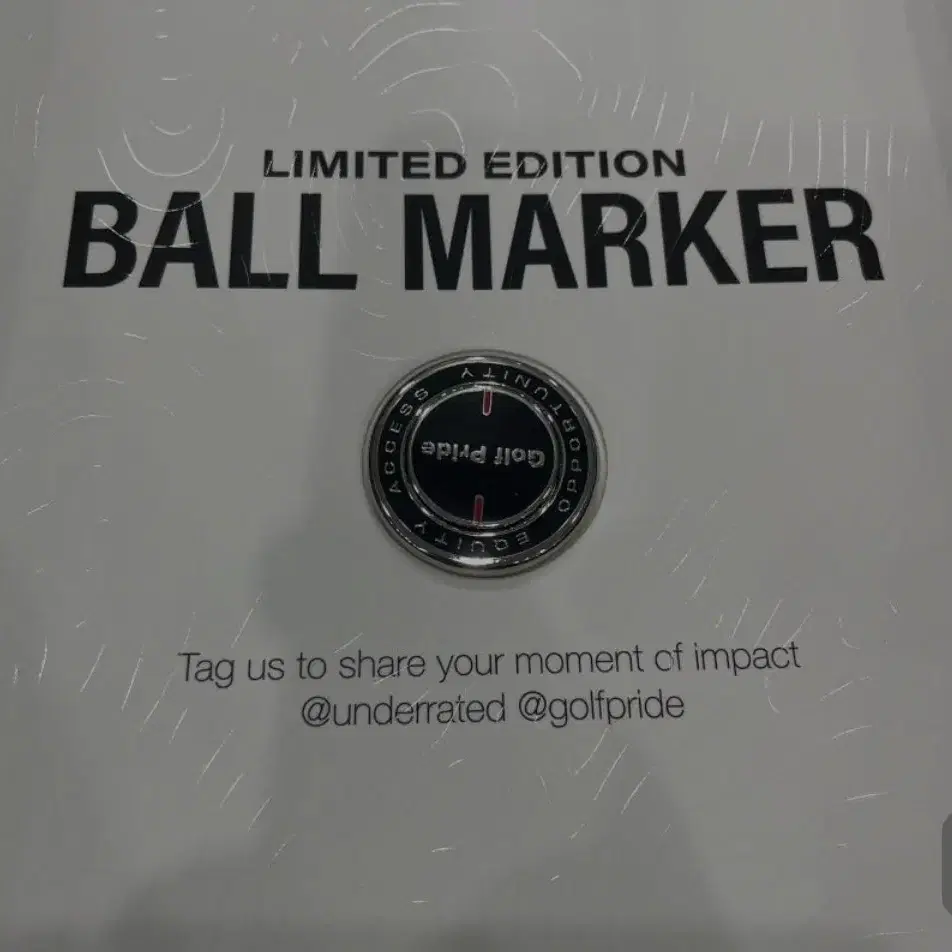 LIMITED EDITION
BALL MARKER
ACCESS
OPPORTUNITY
EQUITY
Golf Pride
Tag us to share your moment of impact
@underrated @golfpride